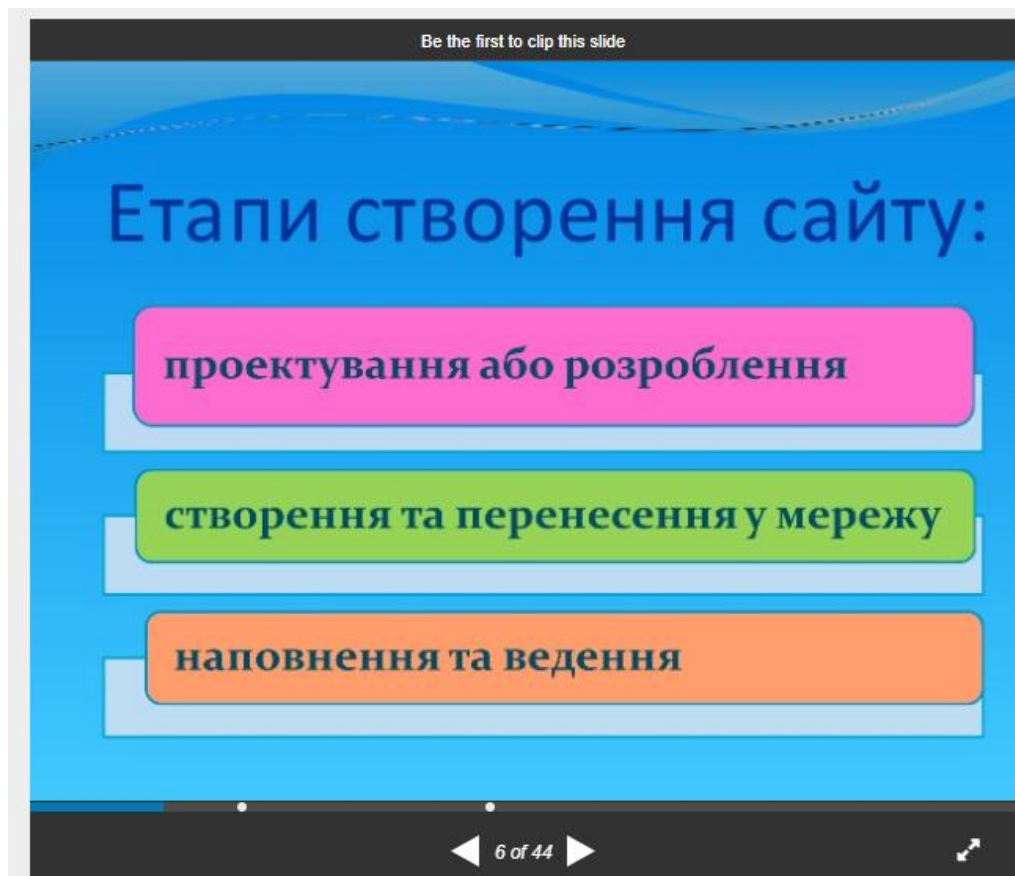 Be the first to clip this slide
Етапи створення сайту:
проектування або розроблення
створення та перенесення у мережу
наповнення та ведення
6 of 44